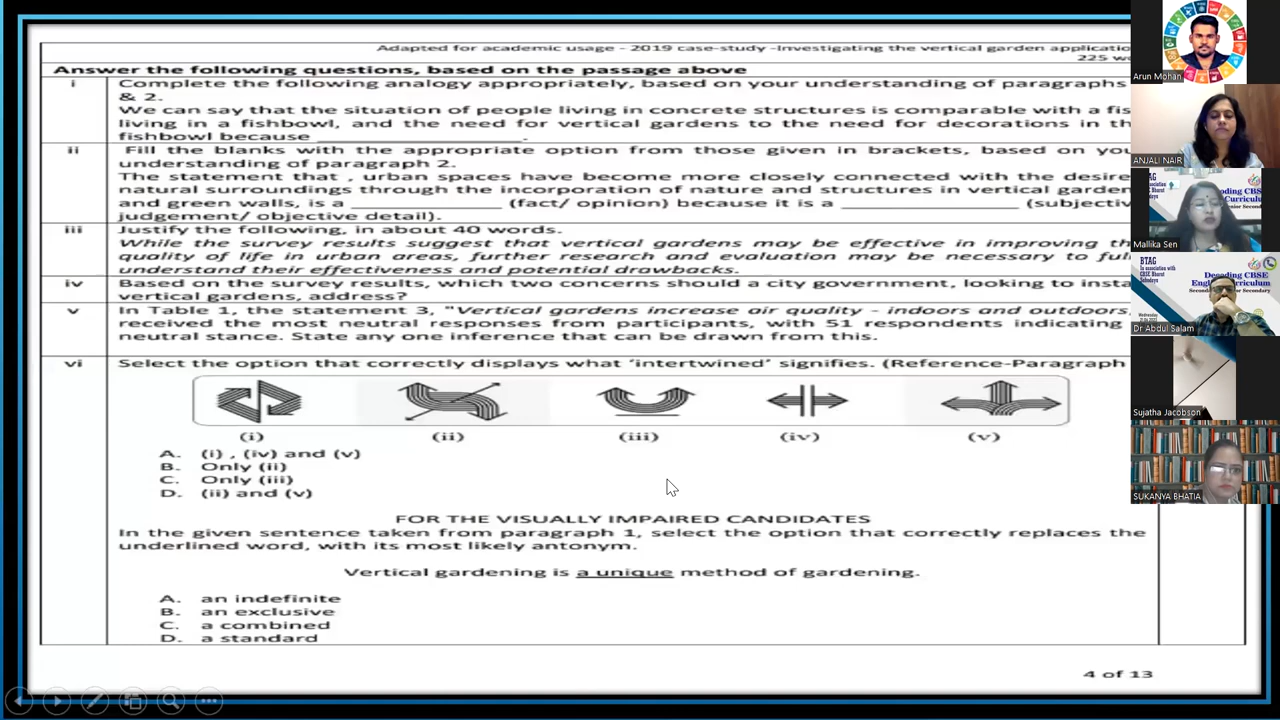 Adapted for academic usage - 2019 case-study -Investigating the vertical garden applicatio
225 w
Answer the following questions, based on the passage above
i
Complete the following analogy appropriately, based on your understanding of paragraphs
& 2.
We can say that the situation of people living in concrete structures is comparable with a fis
living in a fishbowl, and the need for vertical gardens to the need for decorations in th
fishbowl because ____________________.
ii
Fill the blanks with the appropriate option from those given in brackets, based on you
understanding of paragraph 2.
The statement that , urban spaces have become more closely connected with the desire
natural surroundings through the incorporation of nature and structures in vertical garden
and green walls, is a ______________ (fact/ opinion) because it is a ________________ (subjectiv
judgement/ objective detail).
iii
Justify the following, in about 40 words.
While the survey results suggest that vertical gardens may be effective in improving th
quality of life in urban areas, further research and evaluation may be necessary to full
understand their effectiveness and potential drawbacks.
iv
Based on the survey results, which two concerns should a city government, looking to insta
vertical gardens, address?
v
In Table 1, the statement 3, "Vertical gardens increase air quality - indoors and outdoors,
received the most neutral responses from participants, with 51 respondents indicating
neutral stance. State any one inference that can be drawn from this.
vi
Select the option that correctly displays what 'intertwined' signifies. (Reference-Paragraph
(i) (ii) (iii) (iv) (v)
A. (i) , (iv) and (v)
B. Only (ii)
C. Only (iii)
D. (ii) and (v)
FOR THE VISUALLY IMPAIRED CANDIDATES
In the given sentence taken from paragraph 1, select the option that correctly replaces the
underlined word, with its most likely antonym.
Vertical gardening is a unique method of gardening.
A. an indefinite
B. an exclusive
C. a combined
D. a standard
4 of 13
Arun Mohan
ANJALI NAIR
Mallika Sen
BTAG
Dr Abdul Salam
Sujatha Jacobson
SUKANYA BHATIA